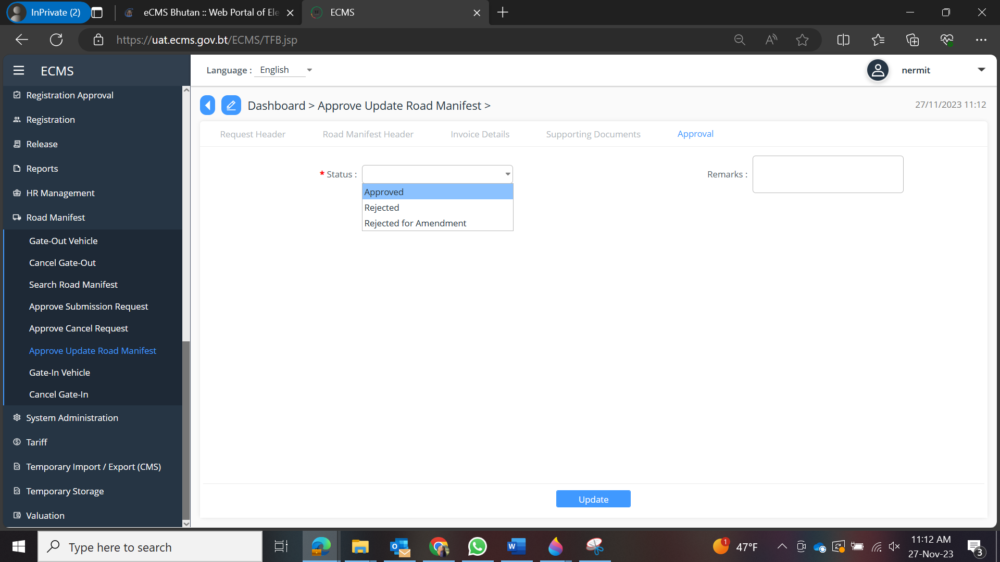 InPrivate (2)
eCMS Bhutan :: Web Portal of Ele
ECMS
https://uat.ecms.gov.bt/ECMS/TFB.jsp
ECMS
Language : English
nermit
Registration Approval
Registration
Release
Reports
HR Management
Road Manifest
Gate-Out Vehicle
Cancel Gate-Out
Search Road Manifest
Approve Submission Request
Approve Cancel Request
Approve Update Road Manifest
Gate-In Vehicle
Cancel Gate-In
System Administration
Tariff
Temporary Import / Export (CMS)
Temporary Storage
Valuation
Dashboard > Approve Update Road Manifest >
27/11/2023 11:12
Request Header
Road Manifest Header
Invoice Details
Supporting Documents
Approval
* Status :
Approved
Rejected
Rejected for Amendment
Remarks :
Update
Type here to search
1
47°F
11:12 AM
27-Nov-23
3